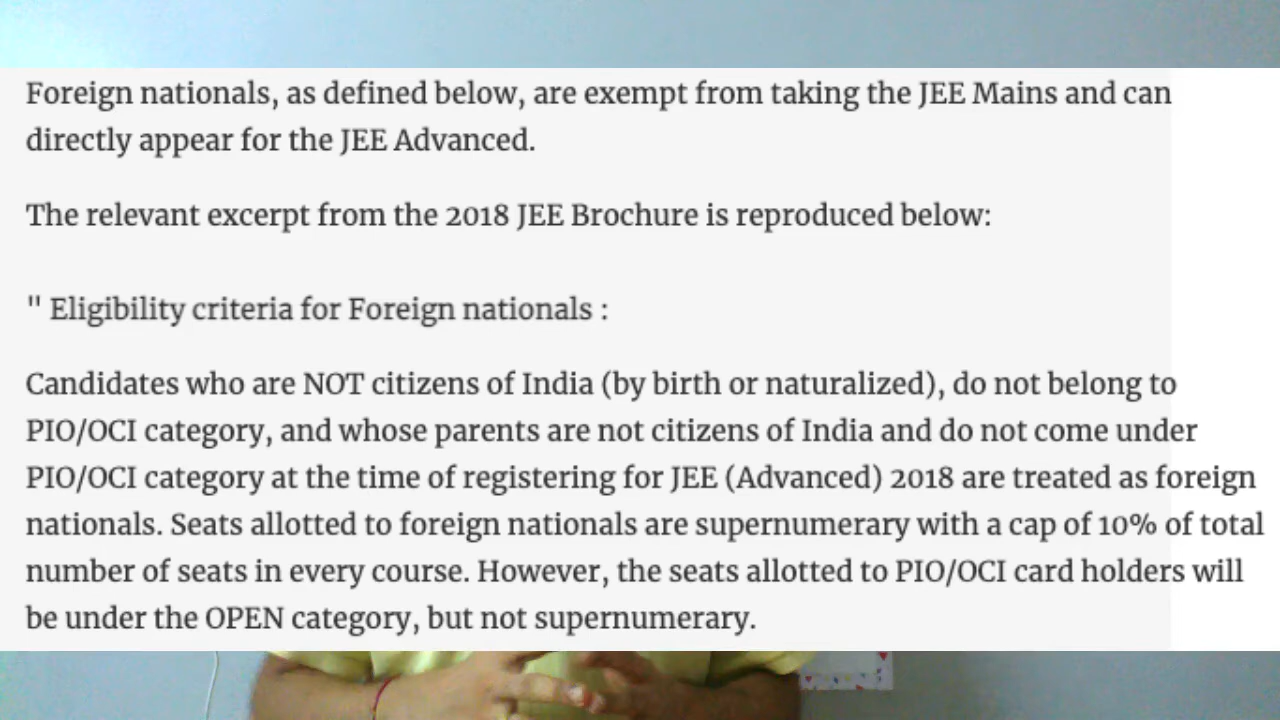 Foreign nationals, as defined below, are exempt from taking the JEE Mains and can
directly appear for the JEE Advanced.
The relevant excerpt from the 2018 JEE Brochure is reproduced below:
" Eligibility criteria for Foreign nationals :
Candidates who are NOT citizens of India (by birth or naturalized), do not belong to
PIO/OCI category, and whose parents are not citizens of India and do not come under
PIO/OCI category at the time of registering for JEE (Advanced) 2018 are treated as foreign
nationals. Seats allotted to foreign nationals are supernumerary with a cap of 10% of total
number of seats in every course. However, the seats allotted to PIO/OCI card holders will
be under the OPEN category, but not supernumerary.